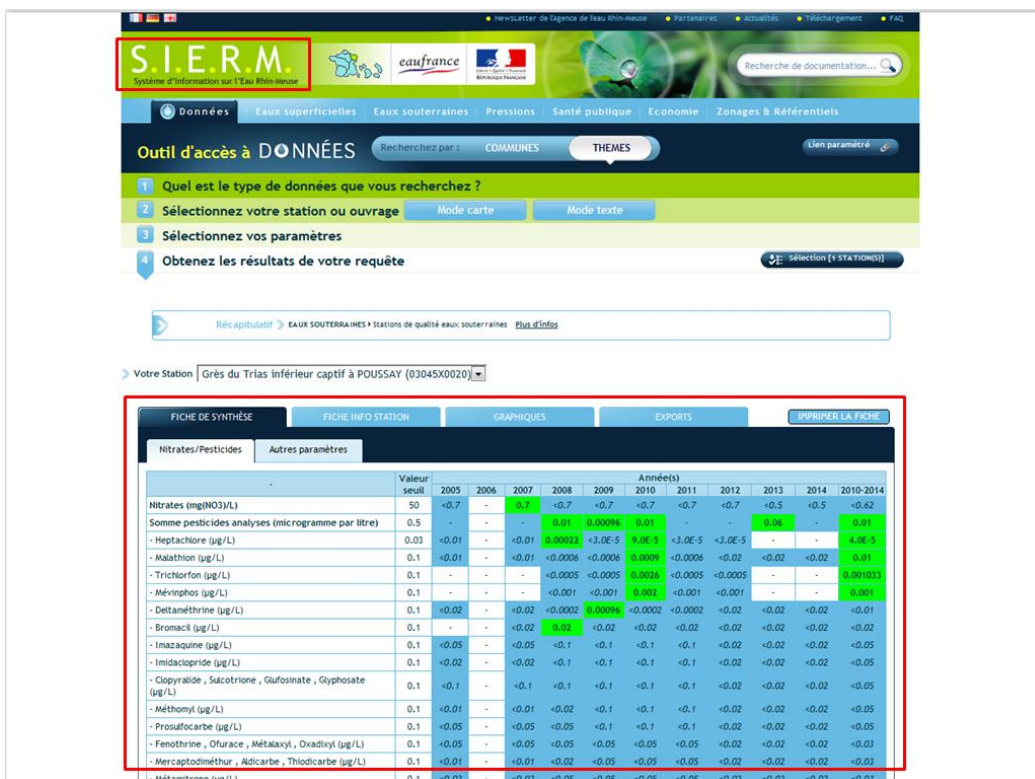 NewsLetter de l'Agence de l'eau Rhin-Meuse Partenaires Actualités Téléchargement FAQ
S.I.E.R.M.
Système d'Information sur l'Eau Rhin-Meuse
eaufrance
Liberté • Égalité • Fraternité
RÉPUBLIQUE FRANÇAISE
Recherche de documentation...
Données Eaux superficielles Eaux souterraines Pressions Santé publique Economie Zonages & Référentiels
Outil d'accès à DONNÉES Recherchez par : COMMUNES THEMES Lien paramétré
1 Quel est le type de données que vous recherchez ?
2 Sélectionnez votre station ou ouvrage Mode carte Mode texte
3 Sélectionnez vos paramètres
4 Obtenez les résultats de votre requête Sélection [1 STATION(S)]
Récapitulatif EAUX SOUTERRAINES Stations de qualité eaux souterraines Plus d'infos
Votre Station Grès du Trias inférieur captif à POUSSAY (03045X0020)
FICHE DE SYNTHÈSE FICHE INFO STATION GRAPHIQUES EXPORTS IMPRIMER LA FICHE
Nitrates/Pesticides Autres paramètres
- Valeur seuil Année(s)
2005 2006 2007 2008 2009 2010 2011 2012 2013 2014 2010-2014
Nitrates (mg(NO3)/L) 50 <0.7 - 0.7 <0.7 <0.7 <0.7 <0.7 <0.7 <0.5 <0.5 <0.62
Somme pesticides analyses (microgramme par litre) 0.5 - - - 0.01 0.00096 0.01 - - 0.06 - 0.01
- Heptachlore (µg/L) 0.03 <0.01 - <0.01 0.00022 <3.0E-5 9.0E-5 <3.0E-5 <3.0E-5 - - 4.0E-5
- Malathion (µg/L) 0.1 <0.01 - <0.01 <0.0006 <0.0006 0.0009 <0.0006 <0.02 <0.02 <0.02 0.01
- Trichlorfon (µg/L) 0.1 - - - <0.0005 <0.0005 0.0026 <0.0005 <0.0005 - - 0.001033
- Mévinphos (µg/L) 0.1 - - - <0.001 <0.001 0.002 <0.001 <0.001 - - 0.001
- Deltaméthrine (µg/L) 0.1 <0.02 - <0.02 <0.0002 0.00096 <0.0002 <0.0002 <0.02 <0.02 <0.02 <0.01
- Bromacil (µg/L) 0.1 - - <0.02 0.02 <0.02 <0.02 <0.02 <0.02 <0.02 <0.02 <0.02
- Imazaquine (µg/L) 0.1 <0.05 - <0.05 <0.1 <0.1 <0.1 <0.1 <0.02 <0.02 <0.02 <0.05
- Imidaclopride (µg/L) 0.1 <0.02 - <0.02 <0.1 <0.1 <0.1 <0.1 <0.02 <0.02 <0.02 <0.05
- Clopyralide , Sulcotrione , Glufosinate , Glyphosate
(µg/L) 0.1 <0.1 - <0.1 <0.1 <0.1 <0.1 <0.1 <0.02 <0.02 <0.02 <0.05
- Méthomyl (µg/L) 0.1 <0.01 - <0.01 <0.02 <0.1 <0.1 <0.1 <0.02 <0.02 <0.02 <0.05
- Prosulfocarbe (µg/L) 0.1 <0.05 - <0.05 <0.05 <0.1 <0.1 <0.1 <0.02 <0.02 <0.02 <0.05
- Fenothrine , Ofurace , Métalaxyl , Oxadixyl (µg/L) 0.1 <0.05 - <0.05 <0.05 <0.05 <0.05 <0.05 <0.02 <0.02 <0.02 <0.03
- Mercaptodiméthur , Aldicarbe , Thiodicarbe (µg/L) 0.1 <0.01 - <0.01 <0.02 <0.05 <0.05 <0.05 <0.02 <0.02 <0.02 <0.03
- Métamitrone (µg/L) 0.1 <0.02